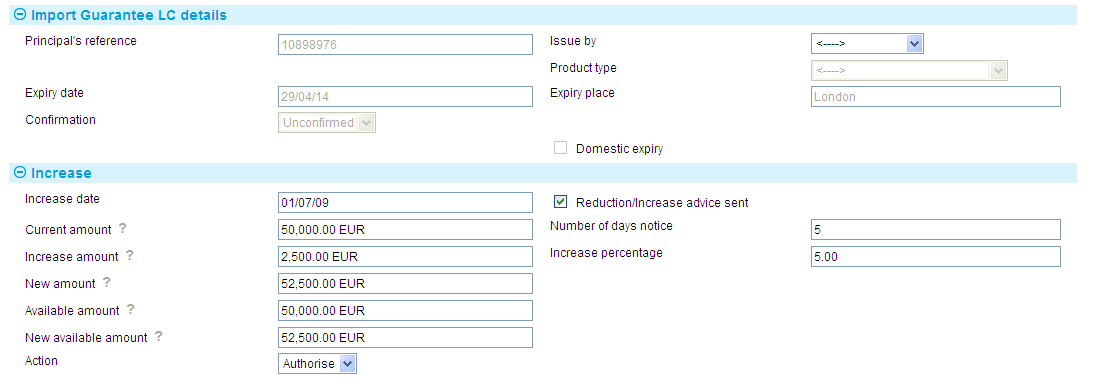 Import Guarantee LC details
Principal's reference 10898976 Issue by <---->
Product type <---->
Expiry date 29/04/14 Expiry place London
Confirmation Unconfirmed
Domestic expiry
Increase
Increase date 01/07/09 Reduction/Increase advice sent
Current amount ? 50,000.00 EUR Number of days notice 5
Increase amount ? 2,500.00 EUR Increase percentage 5.00
New amount ? 52,500.00 EUR
Available amount ? 50,000.00 EUR
New available amount ? 52,500.00 EUR
Action Authorise